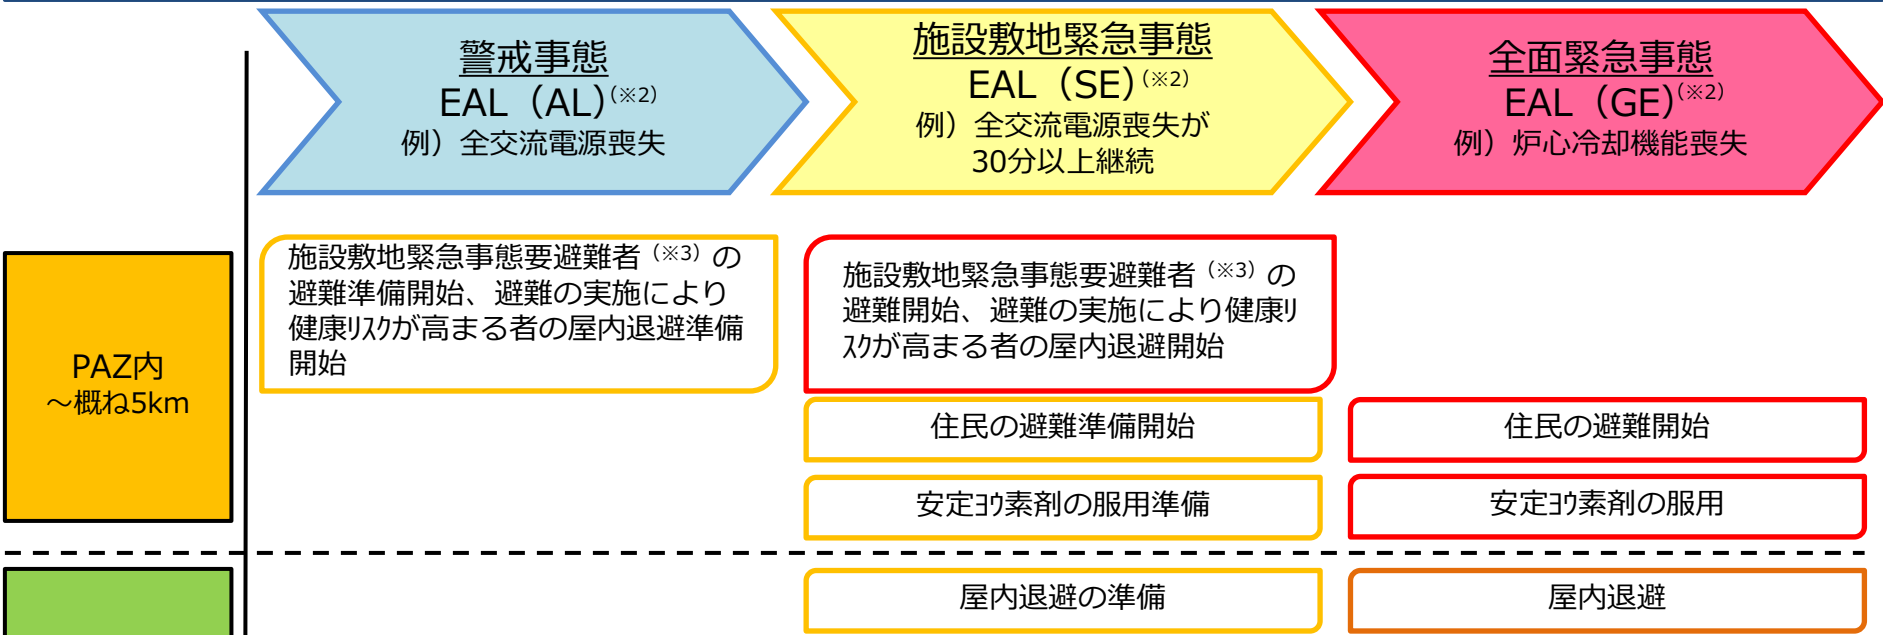 警戒事態
EAL（AL）(※2)
例）全交流電源喪失
施設敷地緊急事態
EAL（SE）(※2)
例）全交流電源喪失が
30分以上継続
全面緊急事態
EAL（GE）(※2)
例）炉心冷却機能喪失
PAZ内
～概ね5km
施設敷地緊急事態要避難者（※3）の
避難準備開始、避難の実施により
健康ﾘｽｸが高まる者の屋内退避準備
開始
施設敷地緊急事態要避難者（※3）の
避難開始、避難の実施により健康ﾘ
ｽｸが高まる者の屋内退避開始
住民の避難準備開始
住民の避難開始
安定ﾖｳ素剤の服用準備
安定ﾖｳ素剤の服用
屋内退避の準備
屋内退避